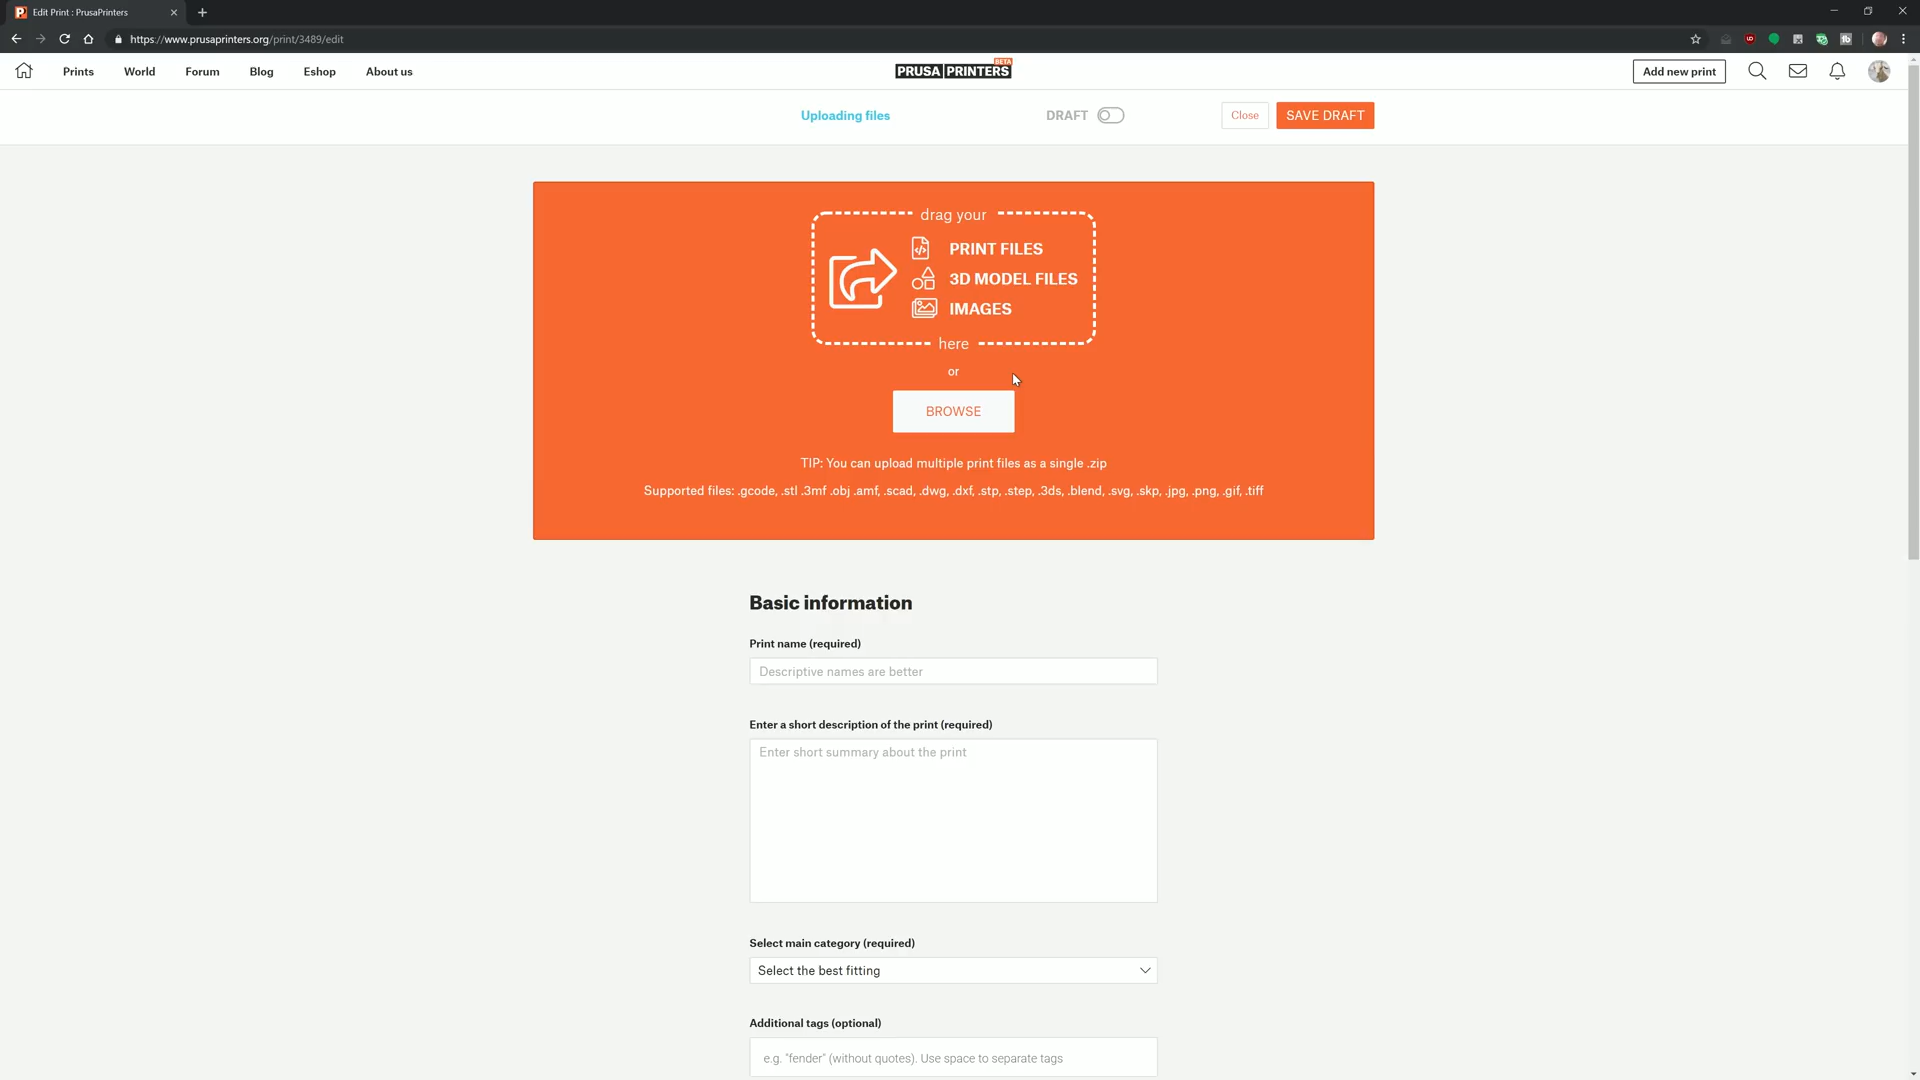 Edit Print : PrusaPrinters
https://www.prusaprinters.org/print/3489/edit
Prints World Forum Blog Eshop About us PRUSA PRINTERS BETA Add new print
Uploading files DRAFT Close SAVE DRAFT
drag your
PRINT FILES
3D MODEL FILES
IMAGES
here
or
BROWSE
TIP: You can upload multiple print files as a single .zip
Supported files: .gcode, .stl .3mf .obj .amf, .scad, .dwg, .dxf, .stp, .step, .3ds, .blend, .svg, .skp, .jpg, .png, .gif, .tiff
Basic information
Print name (required)
Descriptive names are better
Enter a short description of the print (required)
Enter short summary about the print
Select main category (required)
Select the best fitting
Additional tags (optional)
e.g. "fender" (without quotes). Use space to separate tags